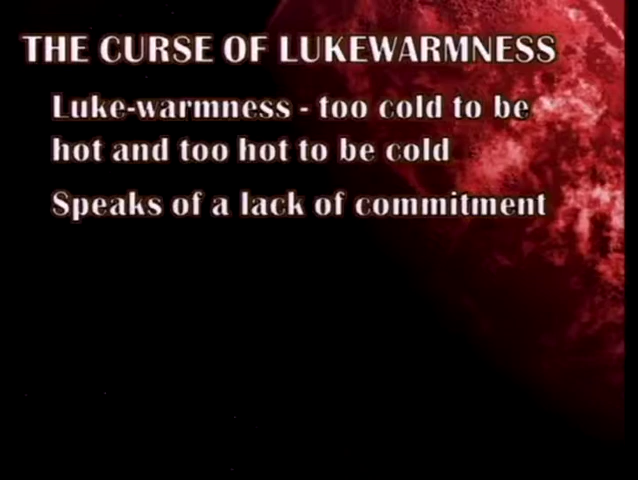 THE CURSE OF LUKEWARMNESS
Luke-warmness - too cold to be
hot and too hot to be cold
Speaks of a lack of commitment